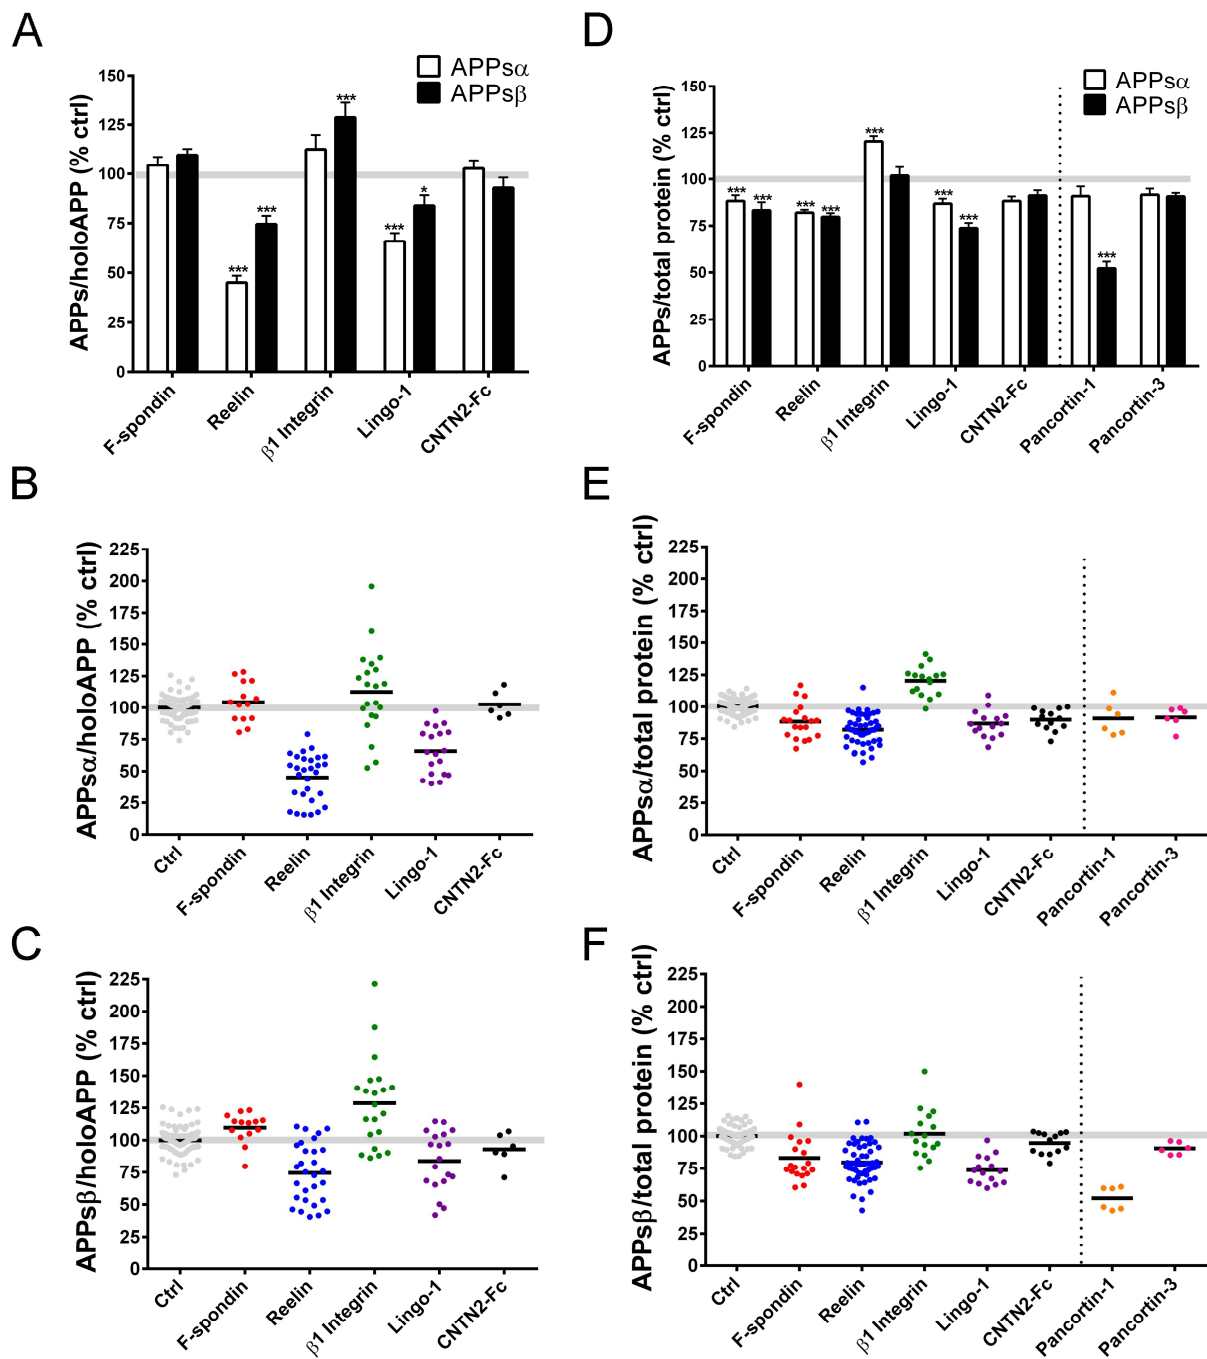 A
APPsα
APPsβ
APPs/holoAPP (% ctrl)
150
125
100
75
50
25
0
***
***
***
***
*
F-spondin
Reelin
β1 Integrin
Lingo-1
CNTN2-Fc
D
APPsα
APPsβ
APPs/total protein (% ctrl)
150
125
100
75
50
25
0
***
***
***
***
***
***
***
***
F-spondin
Reelin
β1 Integrin
Lingo-1
CNTN2-Fc
Pancortin-1
Pancortin-3
B
APPsα/holoAPP (% ctrl)
225
200
175
150
125
100
75
50
25
0
Ctrl
F-spondin
Reelin
β1 Integrin
Lingo-1
CNTN2-Fc
E
APPsα/total protein (% ctrl)
225
200
175
150
125
100
75
50
25
0
Ctrl
F-spondin
Reelin
β1 Integrin
Lingo-1
CNTN2-Fc
Pancortin-1
Pancortin-3
C
APPsβ/holoAPP (% ctrl)
225
200
175
150
125
100
75
50
25
0
Ctrl
F-spondin
Reelin
β1 Integrin
Lingo-1
CNTN2-Fc
F
APPsβ/total protein (% ctrl)
225
200
175
150
125
100
75
50
25
0
Ctrl
F-spondin
Reelin
β1 Integrin
Lingo-1
CNTN2-Fc
Pancortin-1
Pancortin-3